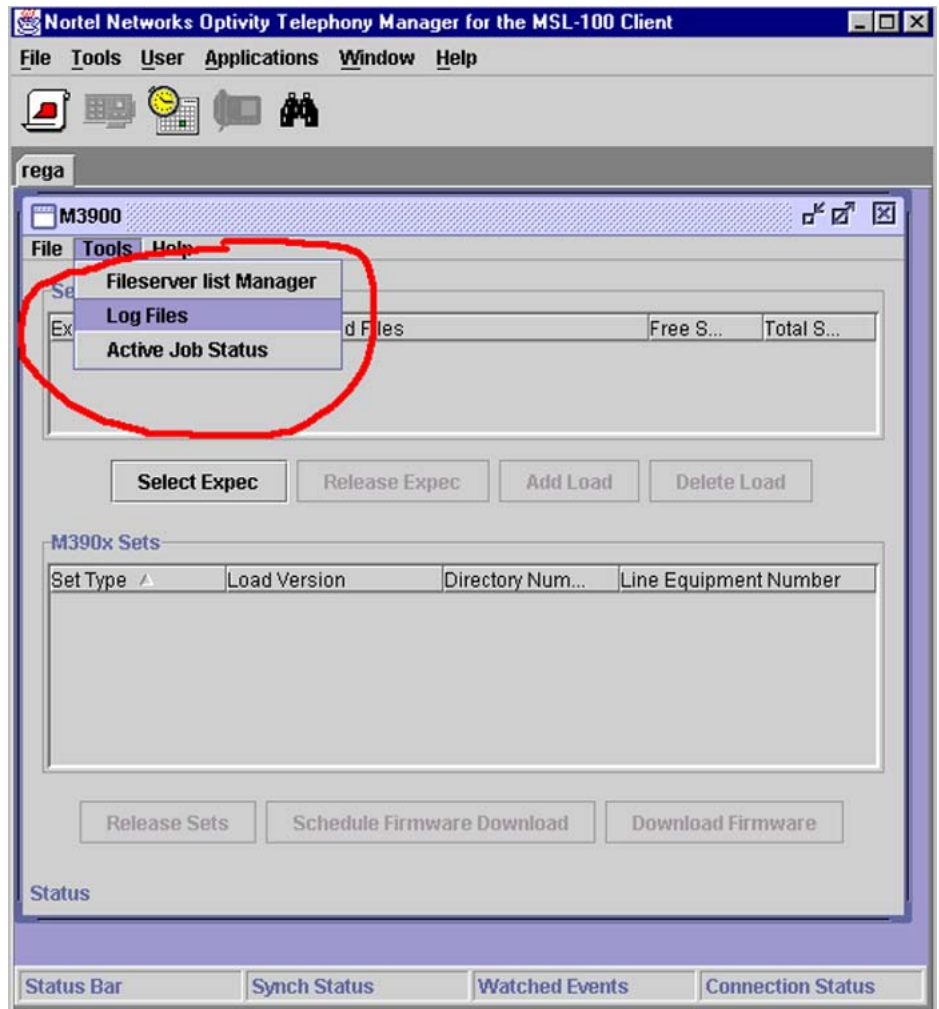 Nortel Networks Optivity Telephony Manager for the MSL-100 Client
File Tools User Applications Window Help
rega
M3900
File Tools Help
Fileserver list Manager
Log Files
Free S... Total S...
Active Job Status
Select Expec Release Expec Add Load Delete Load
M390x Sets
Set Type Load Version Directory Num... Line Equipment Number
Release Sets Schedule Firmware Download Download Firmware
Status
Status Bar Synch Status Watched Events Connection Status